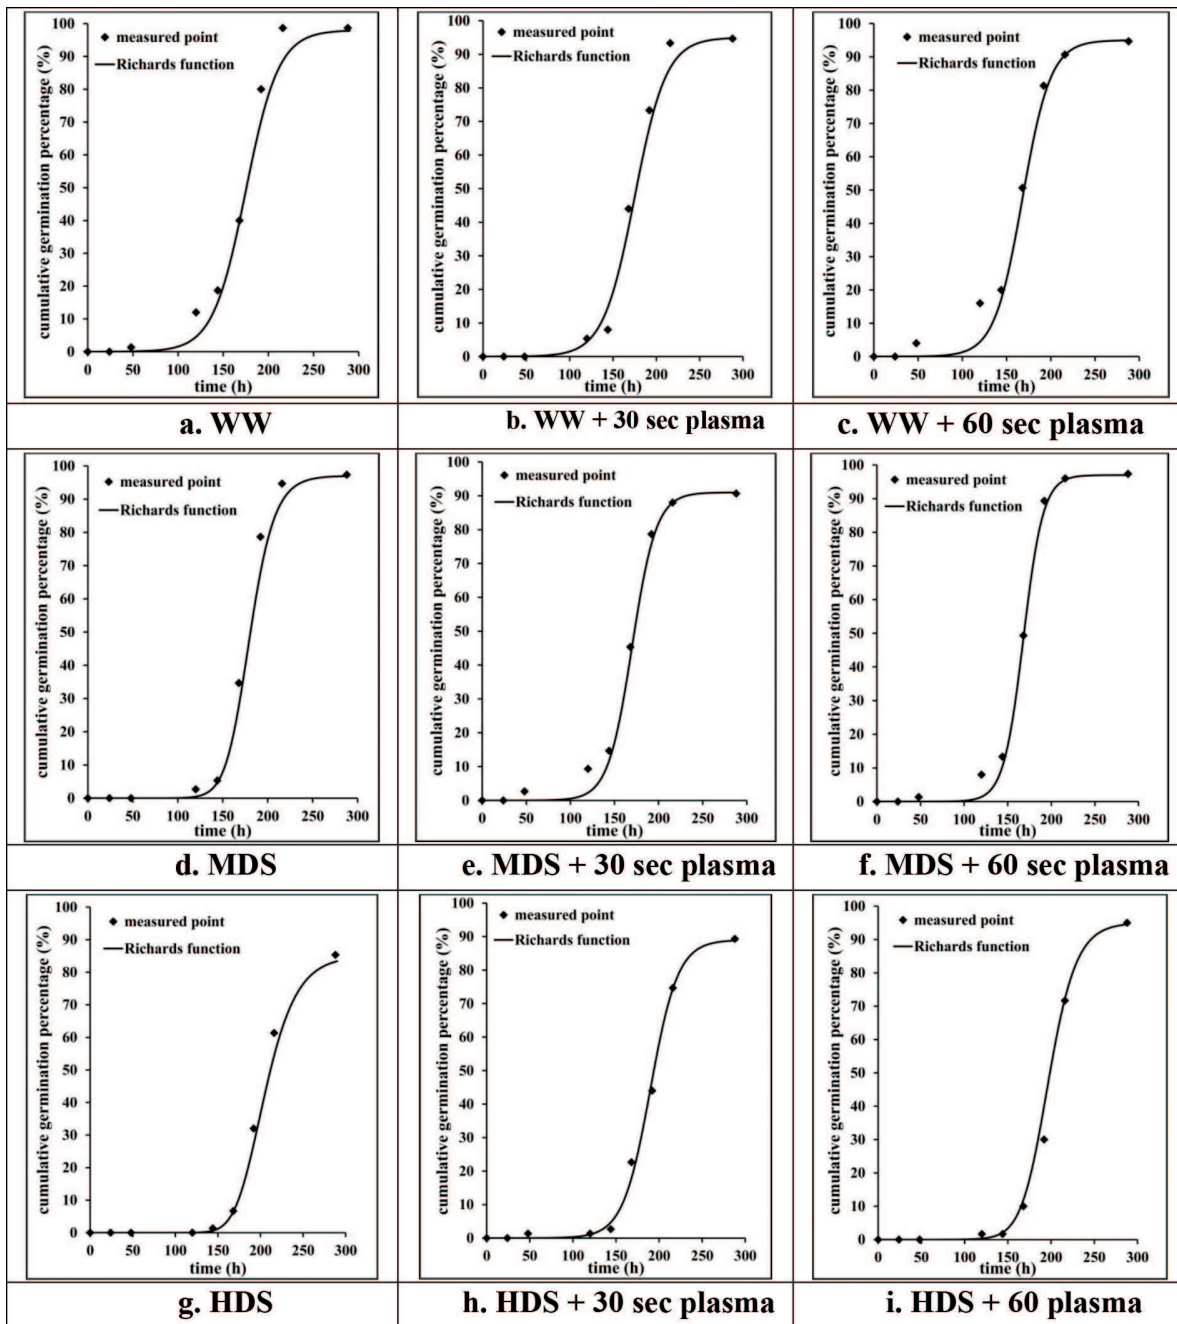 cumulative germination percentage (%)
100
90
80
70
60
50
40
30
20
10
0
measured point
Richards function
0 50 100 150 200 250 300
time (h)
a. WW
cumulative germination percentage (%)
100
90
80
70
60
50
40
30
20
10
0
measured point
Richards function
0 50 100 150 200 250 300
time (h)
b. WW + 30 sec plasma
cumulative germination percentage (%)
100
90
80
70
60
50
40
30
20
10
0
measured point
Richards function
0 50 100 150 200 250 300
time (h)
c. WW + 60 sec plasma
cumulative germination percentage (%)
100
90
80
70
60
50
40
30
20
10
0
measured point
Richards function
0 50 100 150 200 250 300
time (h)
d. MDS
cumulative germination percentage (%)
100
90
80
70
60
50
40
30
20
10
0
measured point
Richards function
0 50 100 150 200 250 300
time (h)
e. MDS + 30 sec plasma
cumulative germination percentage (%)
100
90
80
70
60
50
40
30
20
10
0
measured point
Richards function
0 50 100 150 200 250 300
time (h)
f. MDS + 60 sec plasma
cumulative germination percentage (%)
100
90
80
70
60
50
40
30
20
10
0
measured point
Richards function
0 50 100 150 200 250 300
time (h)
g. HDS
cumulative germination percentage (%)
100
90
80
70
60
50
40
30
20
10
0
measured point
Richards function
0 50 100 150 200 250 300
time (h)
h. HDS + 30 sec plasma
cumulative germination percentage (%)
100
90
80
70
60
50
40
30
20
10
0
measured point
Richards function
0 50 100 150 200 250 300
time (h)
i. HDS + 60 plasma